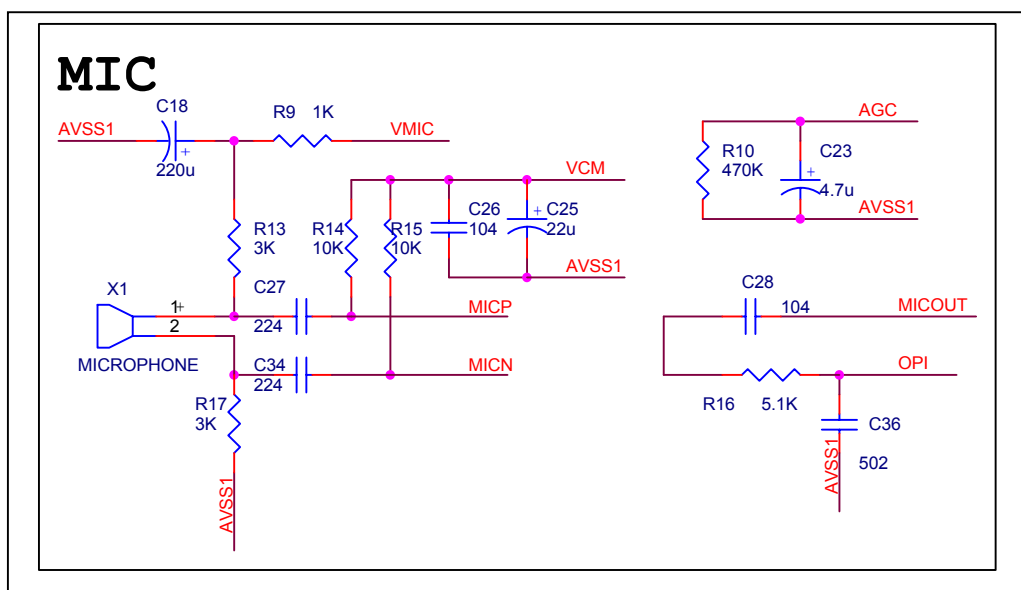 MIC
C18
R9 1K
AVSS1
VMIC
+
220u
AGC
R10
470K
C23
+
4.7u
AVSS1
VCM
R13
3K
R14
10K
R15
10K
C26
104
+
C25
22u
AVSS1
X1
1+
2
MICROPHONE
C27
224
MICP
C34
224
MICN
R17
3K
AVSS1
C28
104
MICOUT
OPI
R16 5.1K
C36
502
AVSS1